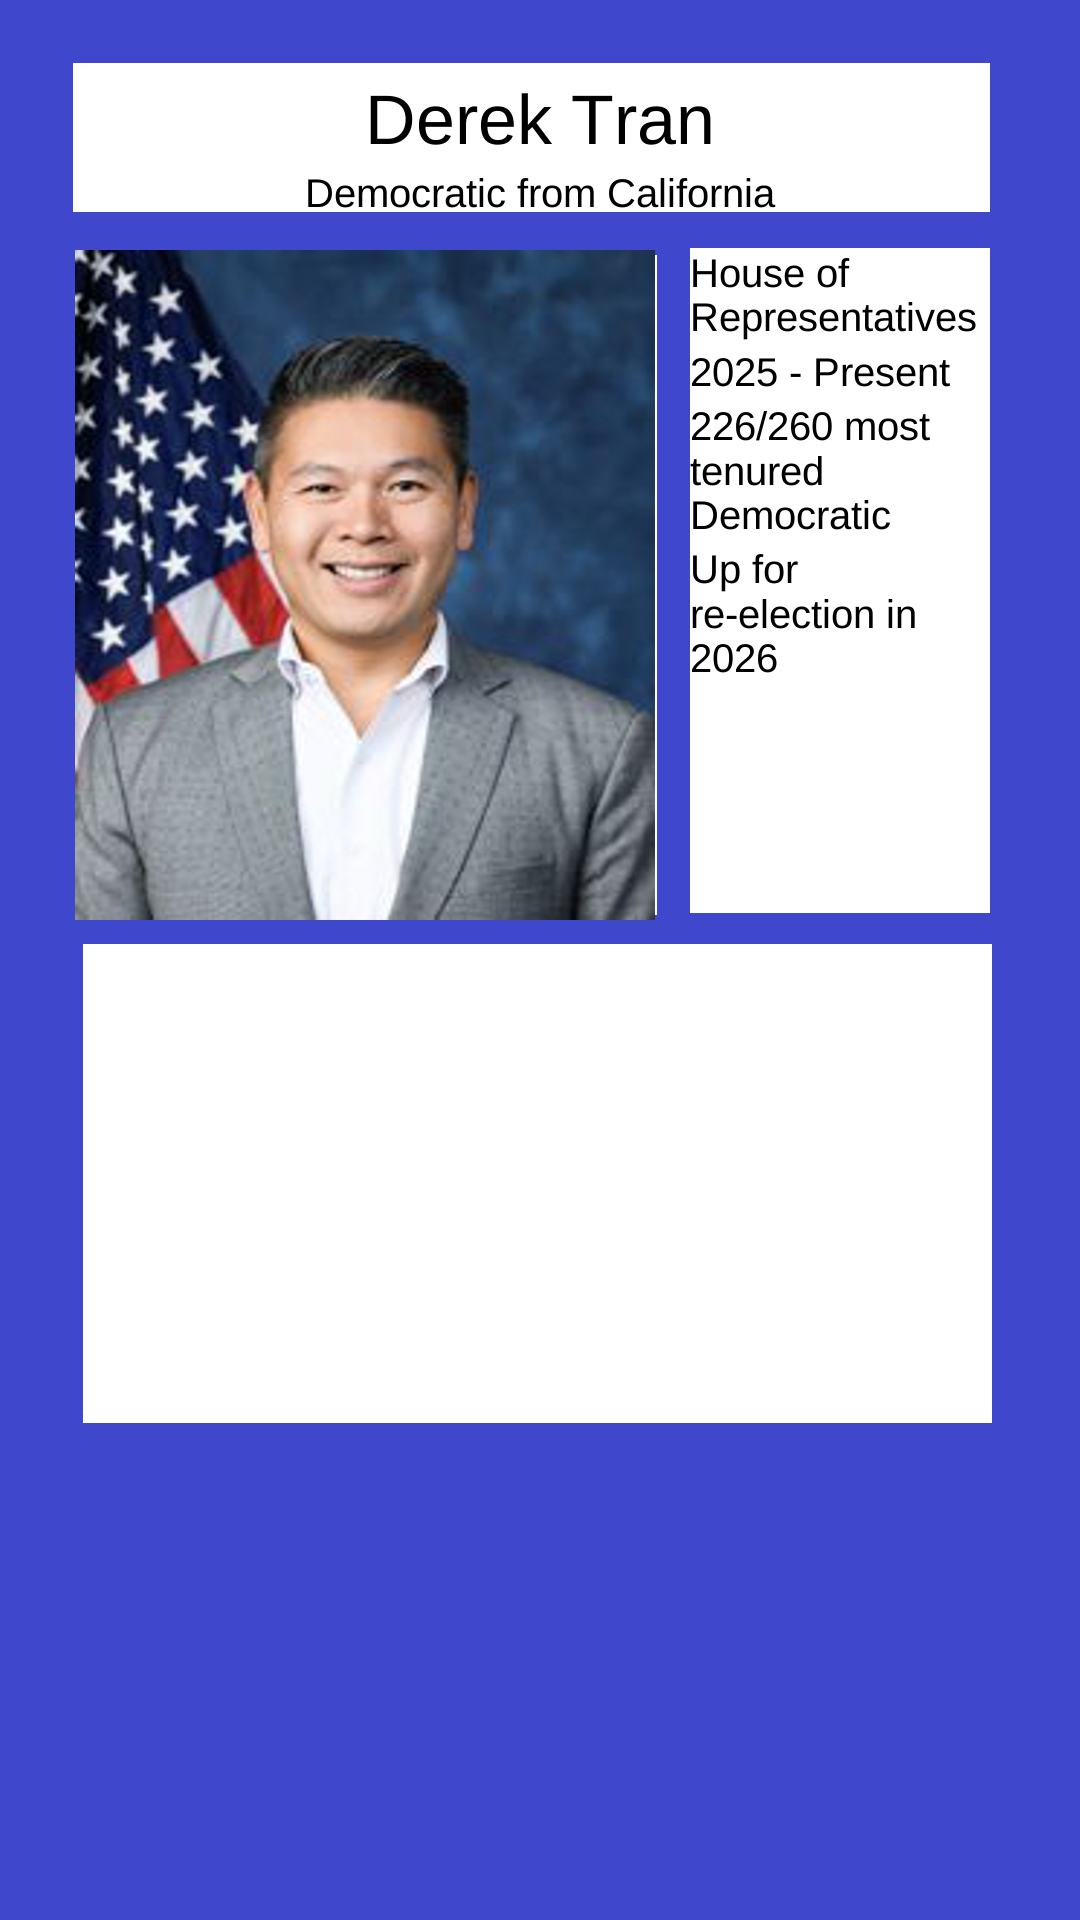 Derek Tran
Democratic from California
House of
Representatives
2025 - Present
226/260 most
tenured
Democratic
Up for
re-election in
2026